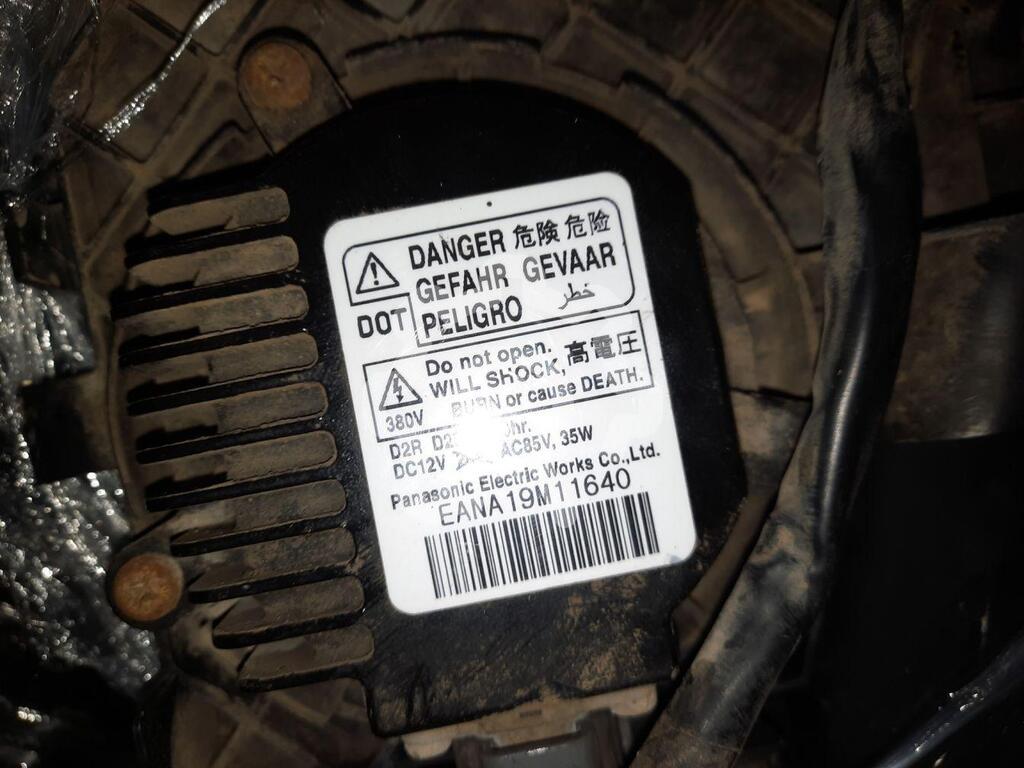 DANGER 危険 危险
GEFAHR GEVAAR
DOT PELIGRO خطر
Do not open.
WILL SHOCK, 高電圧
380V BURN or cause DEATH.
D2R
DC12V AC85V, 35W
Panasonic Electric Works Co.,Ltd.
EANA19M11640